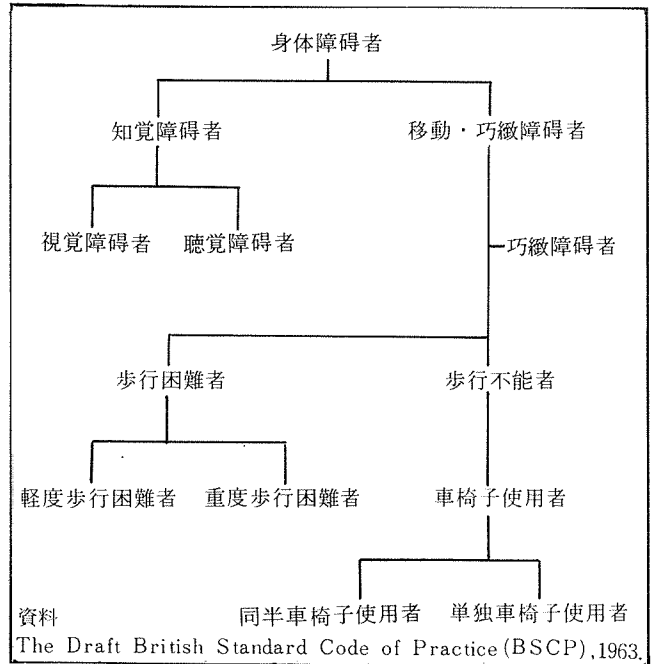 身体障碍者
知覚障碍者 移動・巧緻障碍者
視覚障碍者 聴覚障碍者 巧緻障碍者
歩行困難者 歩行不能者
軽度歩行困難者 重度歩行困難者 車椅子使用者
資料 同半車椅子使用者 単独車椅子使用者
The Draft British Standard Code of Practice(BSCP),1963.